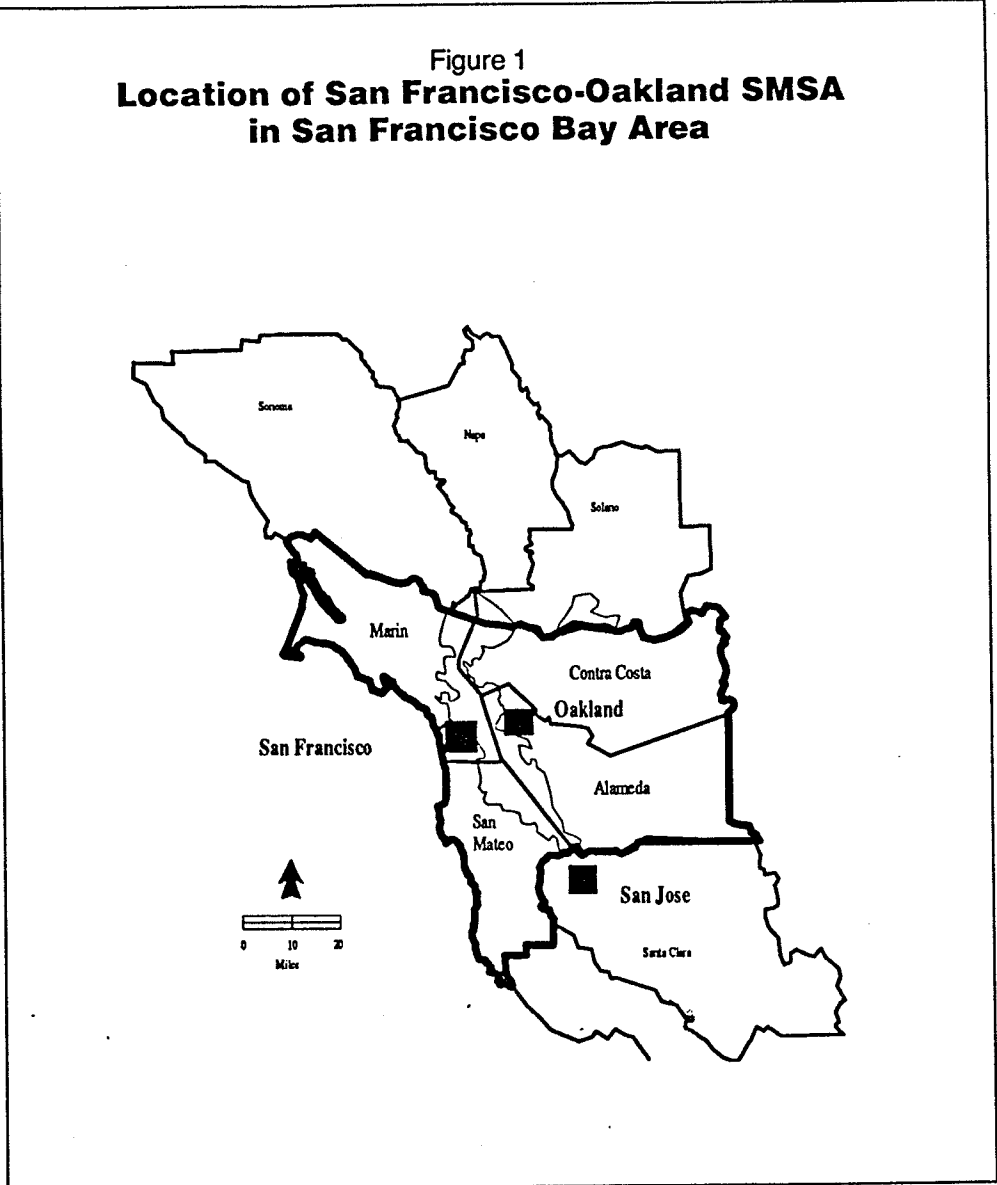 Figure 1
Location of San Francisco-Oakland SMSA
in San Francisco Bay Area
Sonoma
Napa
Solano
Marin
Contra Costa
Oakland
San Francisco
Alameda
San
Mateo
San Jose
Santa Clara
0 10 20
Miles